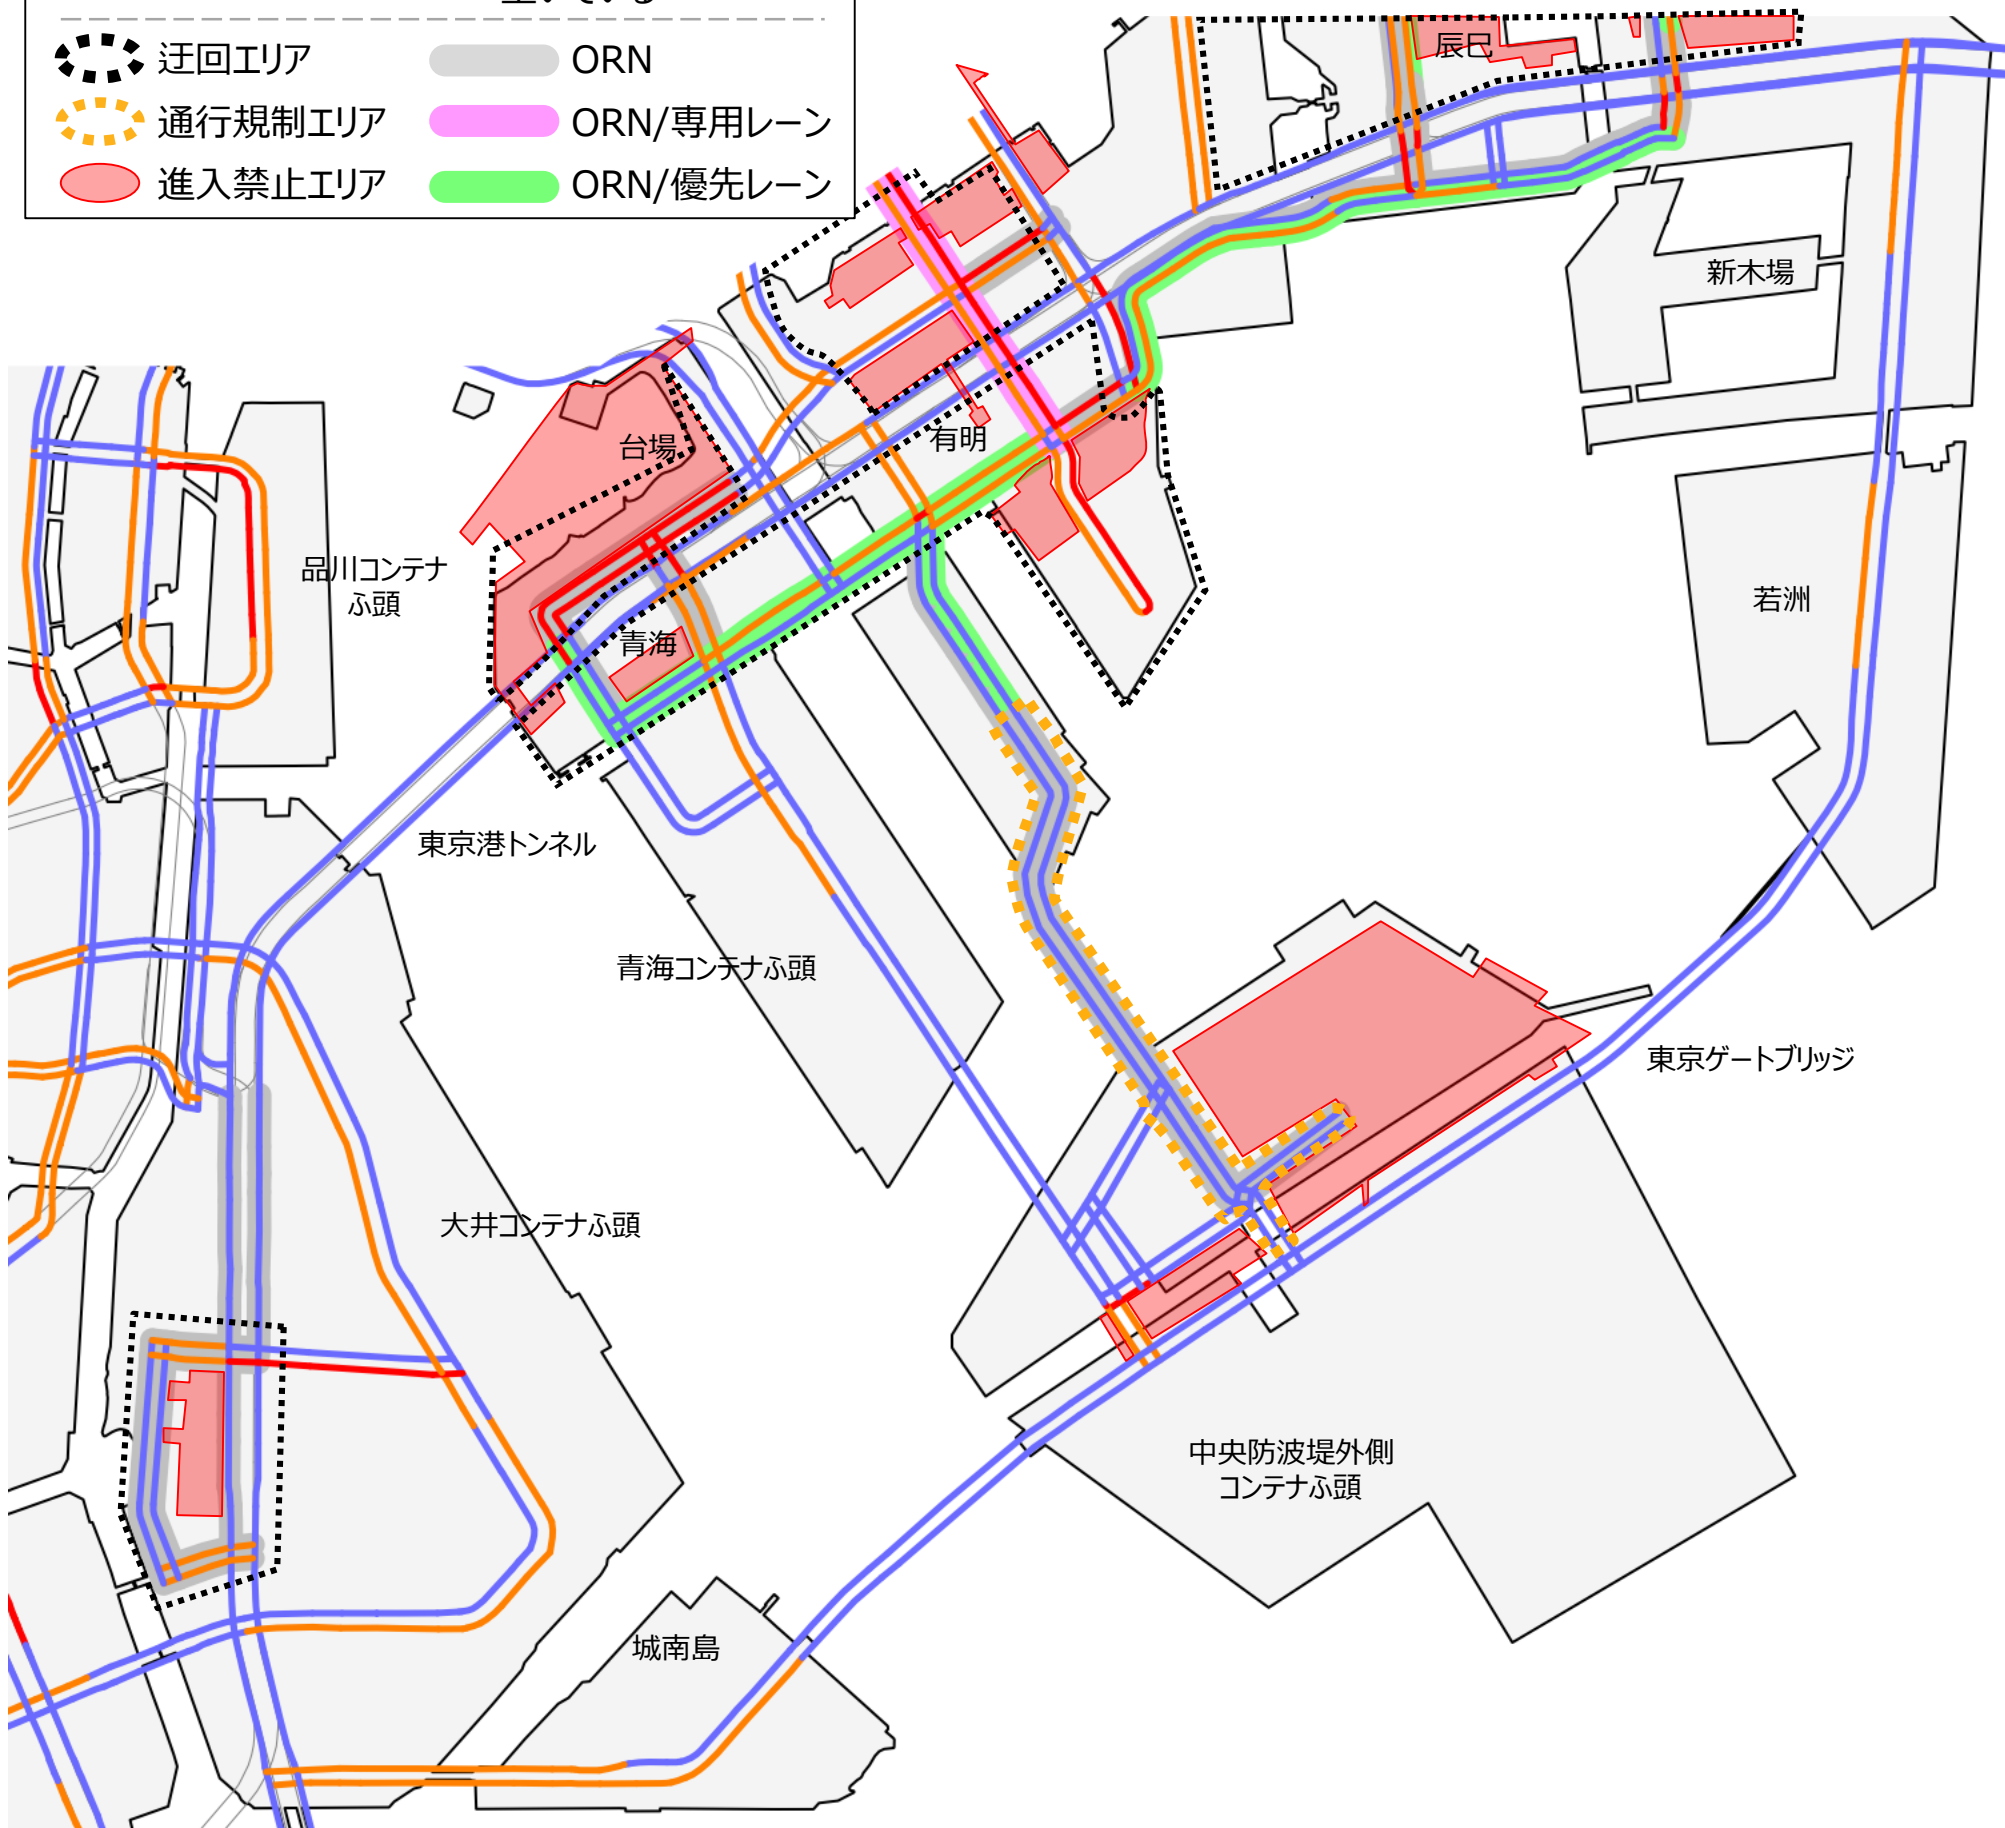 空いている
迂回エリア
ORN
通行規制エリア
ORN/専用レーン
進入禁止エリア
ORN/優先レーン
辰巳
新木場
有明
台場
品川コンテナ
ふ頭
若洲
青海
東京港トンネル
青海コンテナふ頭
東京ゲートブリッジ
大井コンテナふ頭
中央防波堤外側
コンテナふ頭
城南島